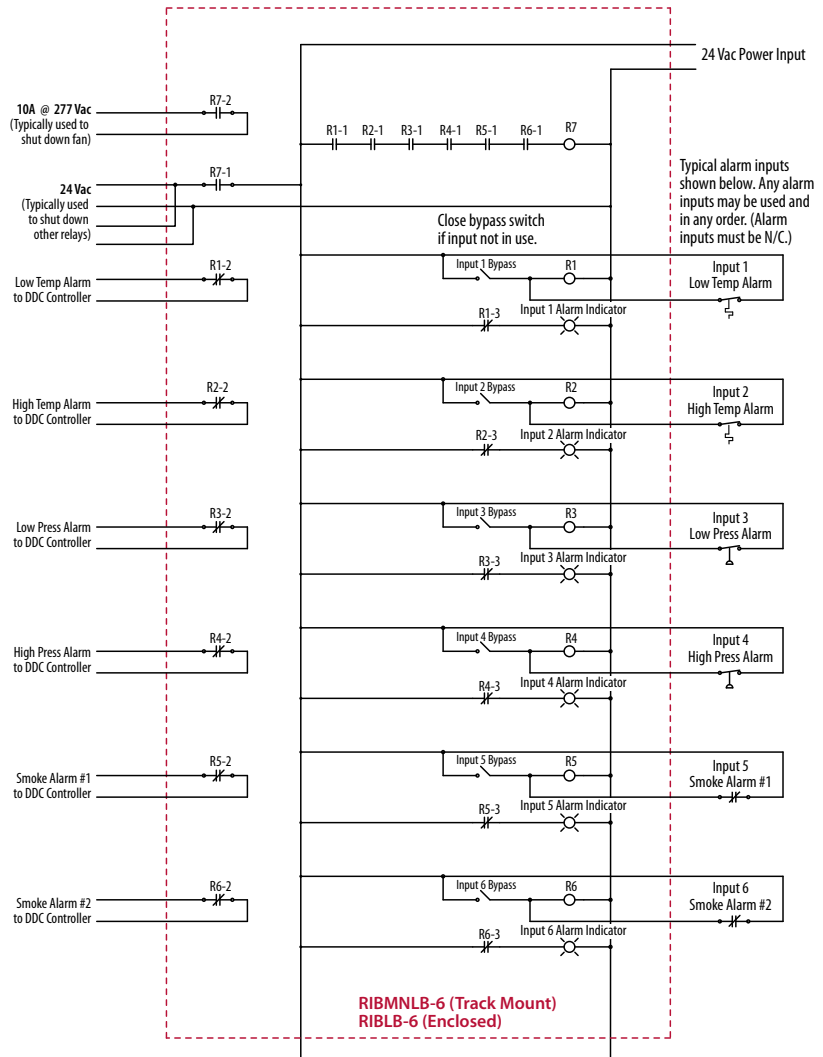 24 Vac Power Input
R7-2
10A @ 277 Vac
(Typically used to
shut down fan)
R1-1 R2-1 R3-1 R4-1 R5-1 R6-1 R7
R7-1
24 Vac
(Typically used
to shut down
other relays)
Typical alarm inputs
shown below. Any alarm
inputs may be used and
in any order. (Alarm
inputs must be N/C.)
Close bypass switch
if input not in use.
R1-2
Low Temp Alarm
to DDC Controller
Input 1 Bypass
R1
Input 1
Low Temp Alarm
R1-3
Input 1 Alarm Indicator
R2-2
High Temp Alarm
to DDC Controller
Input 2 Bypass
R2
Input 2
High Temp Alarm
R2-3
Input 2 Alarm Indicator
R3-2
Low Press Alarm
to DDC Controller
Input 3 Bypass
R3
Input 3
Low Press Alarm
R3-3
Input 3 Alarm Indicator
R4-2
High Press Alarm
to DDC Controller
Input 4 Bypass
R4
Input 4
High Press Alarm
R4-3
Input 4 Alarm Indicator
R5-2
Smoke Alarm #1
to DDC Controller
Input 5 Bypass
R5
Input 5
Smoke Alarm #1
R5-3
Input 5 Alarm Indicator
R6-2
Smoke Alarm #2
to DDC Controller
Input 6 Bypass
R6
Input 6
Smoke Alarm #2
R6-3
Input 6 Alarm Indicator
RIBMNLB-6 (Track Mount)
RIBLB-6 (Enclosed)